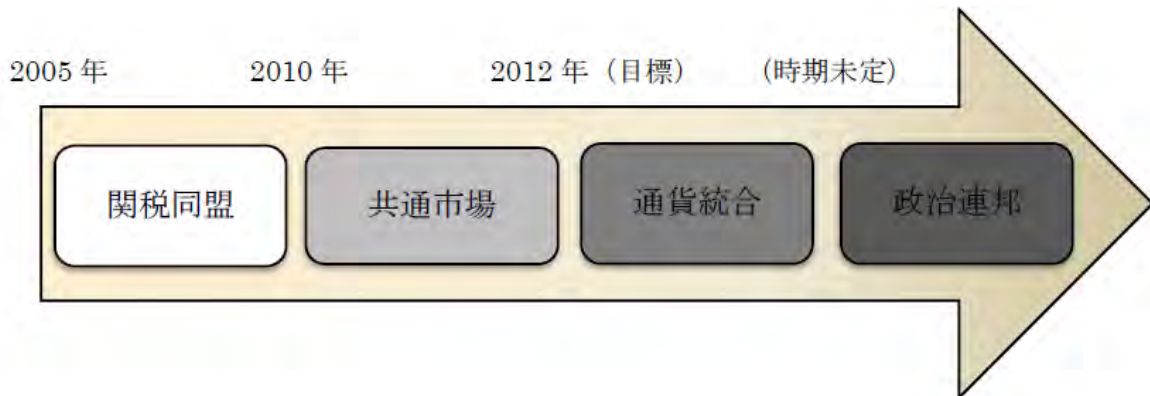 2005 年 2010 年 2012 年（目標） （時期未定）
関税同盟 共通市場 通貨統合 政治連邦